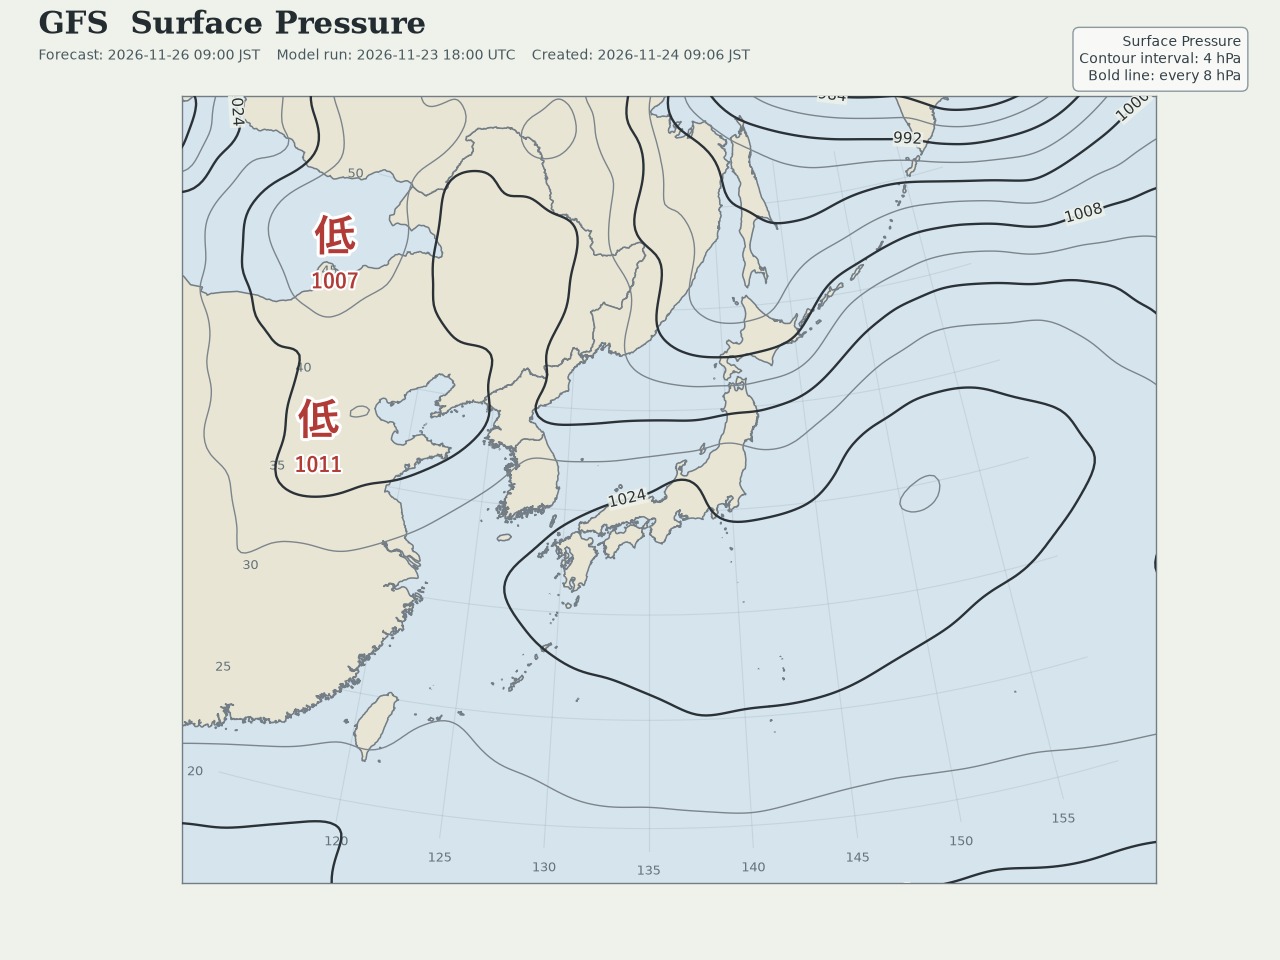 GFS  Surface Pressure
Forecast: 2026-11-26 09:00 JST    Model run: 2026-11-23 18:00 UTC    Created: 2026-11-24 09:06 JST
Surface Pressure
Contour interval: 4 hPa
Bold line: every 8 hPa
1000
992
50
1008
低
1007
40
低
1011
35
1024
30
25
20
120
125
130
135
140
145
150
155